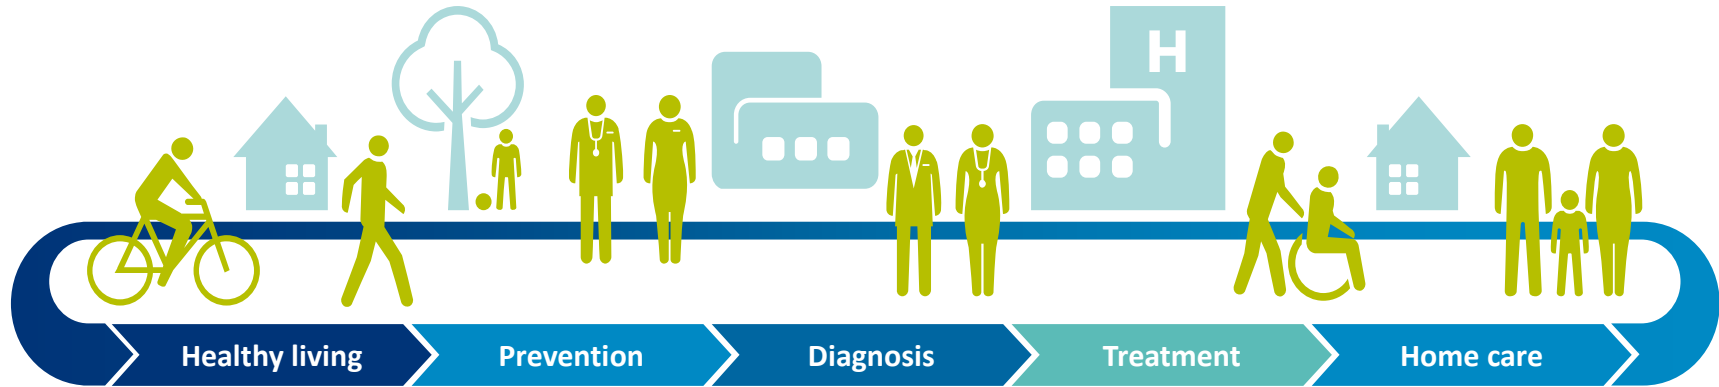 H
Healthy living
Prevention
Diagnosis
Treatment
Home care